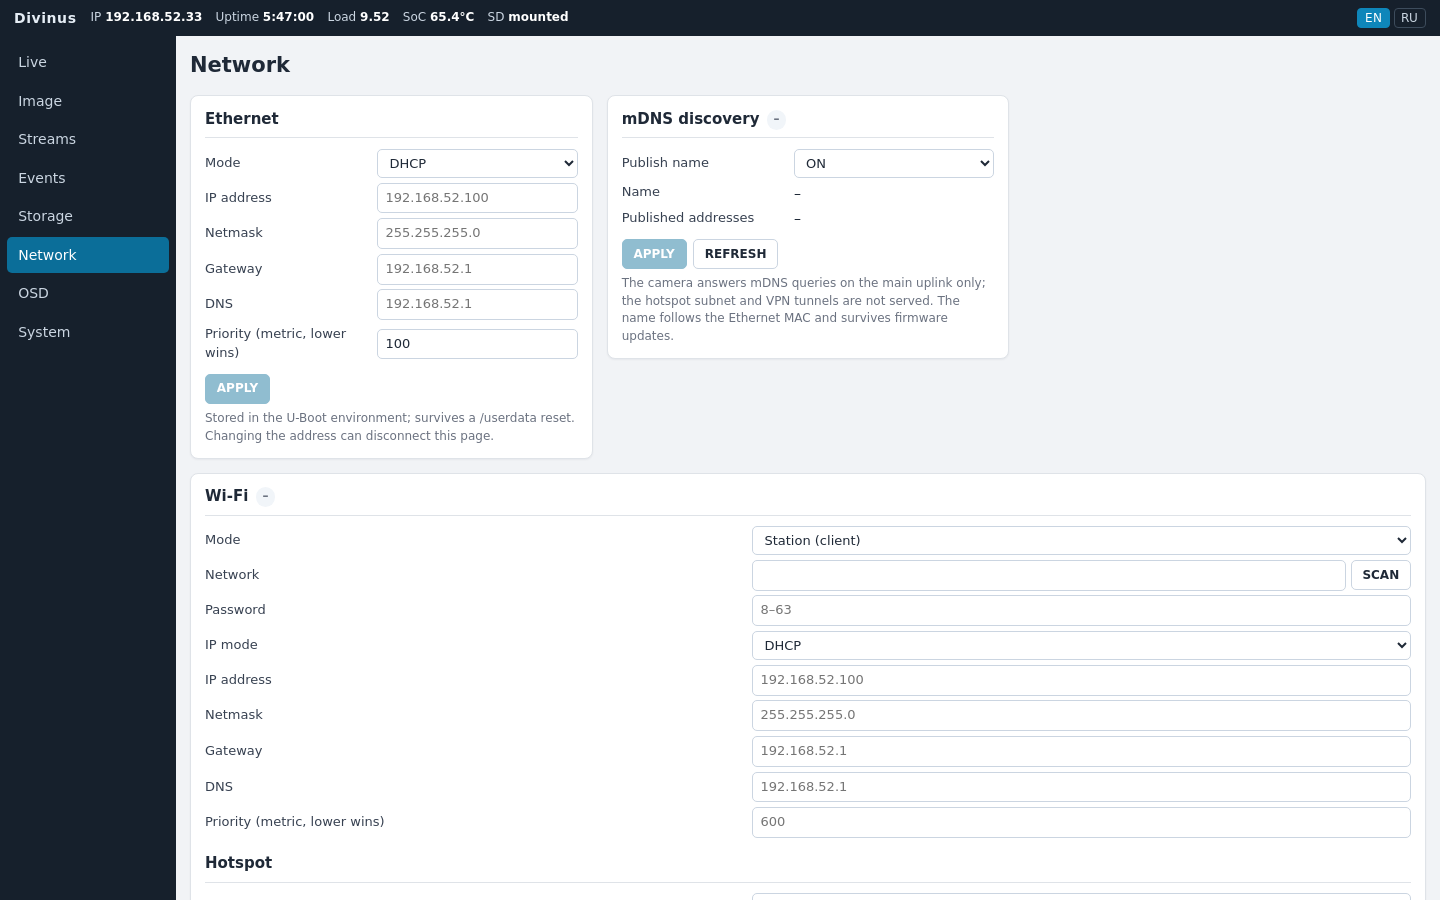 Divinus IP 192.168.52.33 Uptime 5:47:00 Load 9.52 SoC 65.4°C SD mounted EN RU
Live
Image
Streams
Events
Storage
Network
OSD
System
Network
Ethernet
Mode DHCP
IP address 192.168.52.100
Netmask 255.255.255.0
Gateway 192.168.52.1
DNS 192.168.52.1
Priority (metric, lower
wins) 100
APPLY
Stored in the U-Boot environment; survives a /userdata reset.
Changing the address can disconnect this page.
mDNS discovery –
Publish name ON
Name –
Published addresses –
APPLY REFRESH
The camera answers mDNS queries on the main uplink only;
the hotspot subnet and VPN tunnels are not served. The
name follows the Ethernet MAC and survives firmware
updates.
Wi-Fi –
Mode Station (client)
Network SCAN
Password 8–63
IP mode DHCP
IP address 192.168.52.100
Netmask 255.255.255.0
Gateway 192.168.52.1
DNS 192.168.52.1
Priority (metric, lower wins) 600
Hotspot